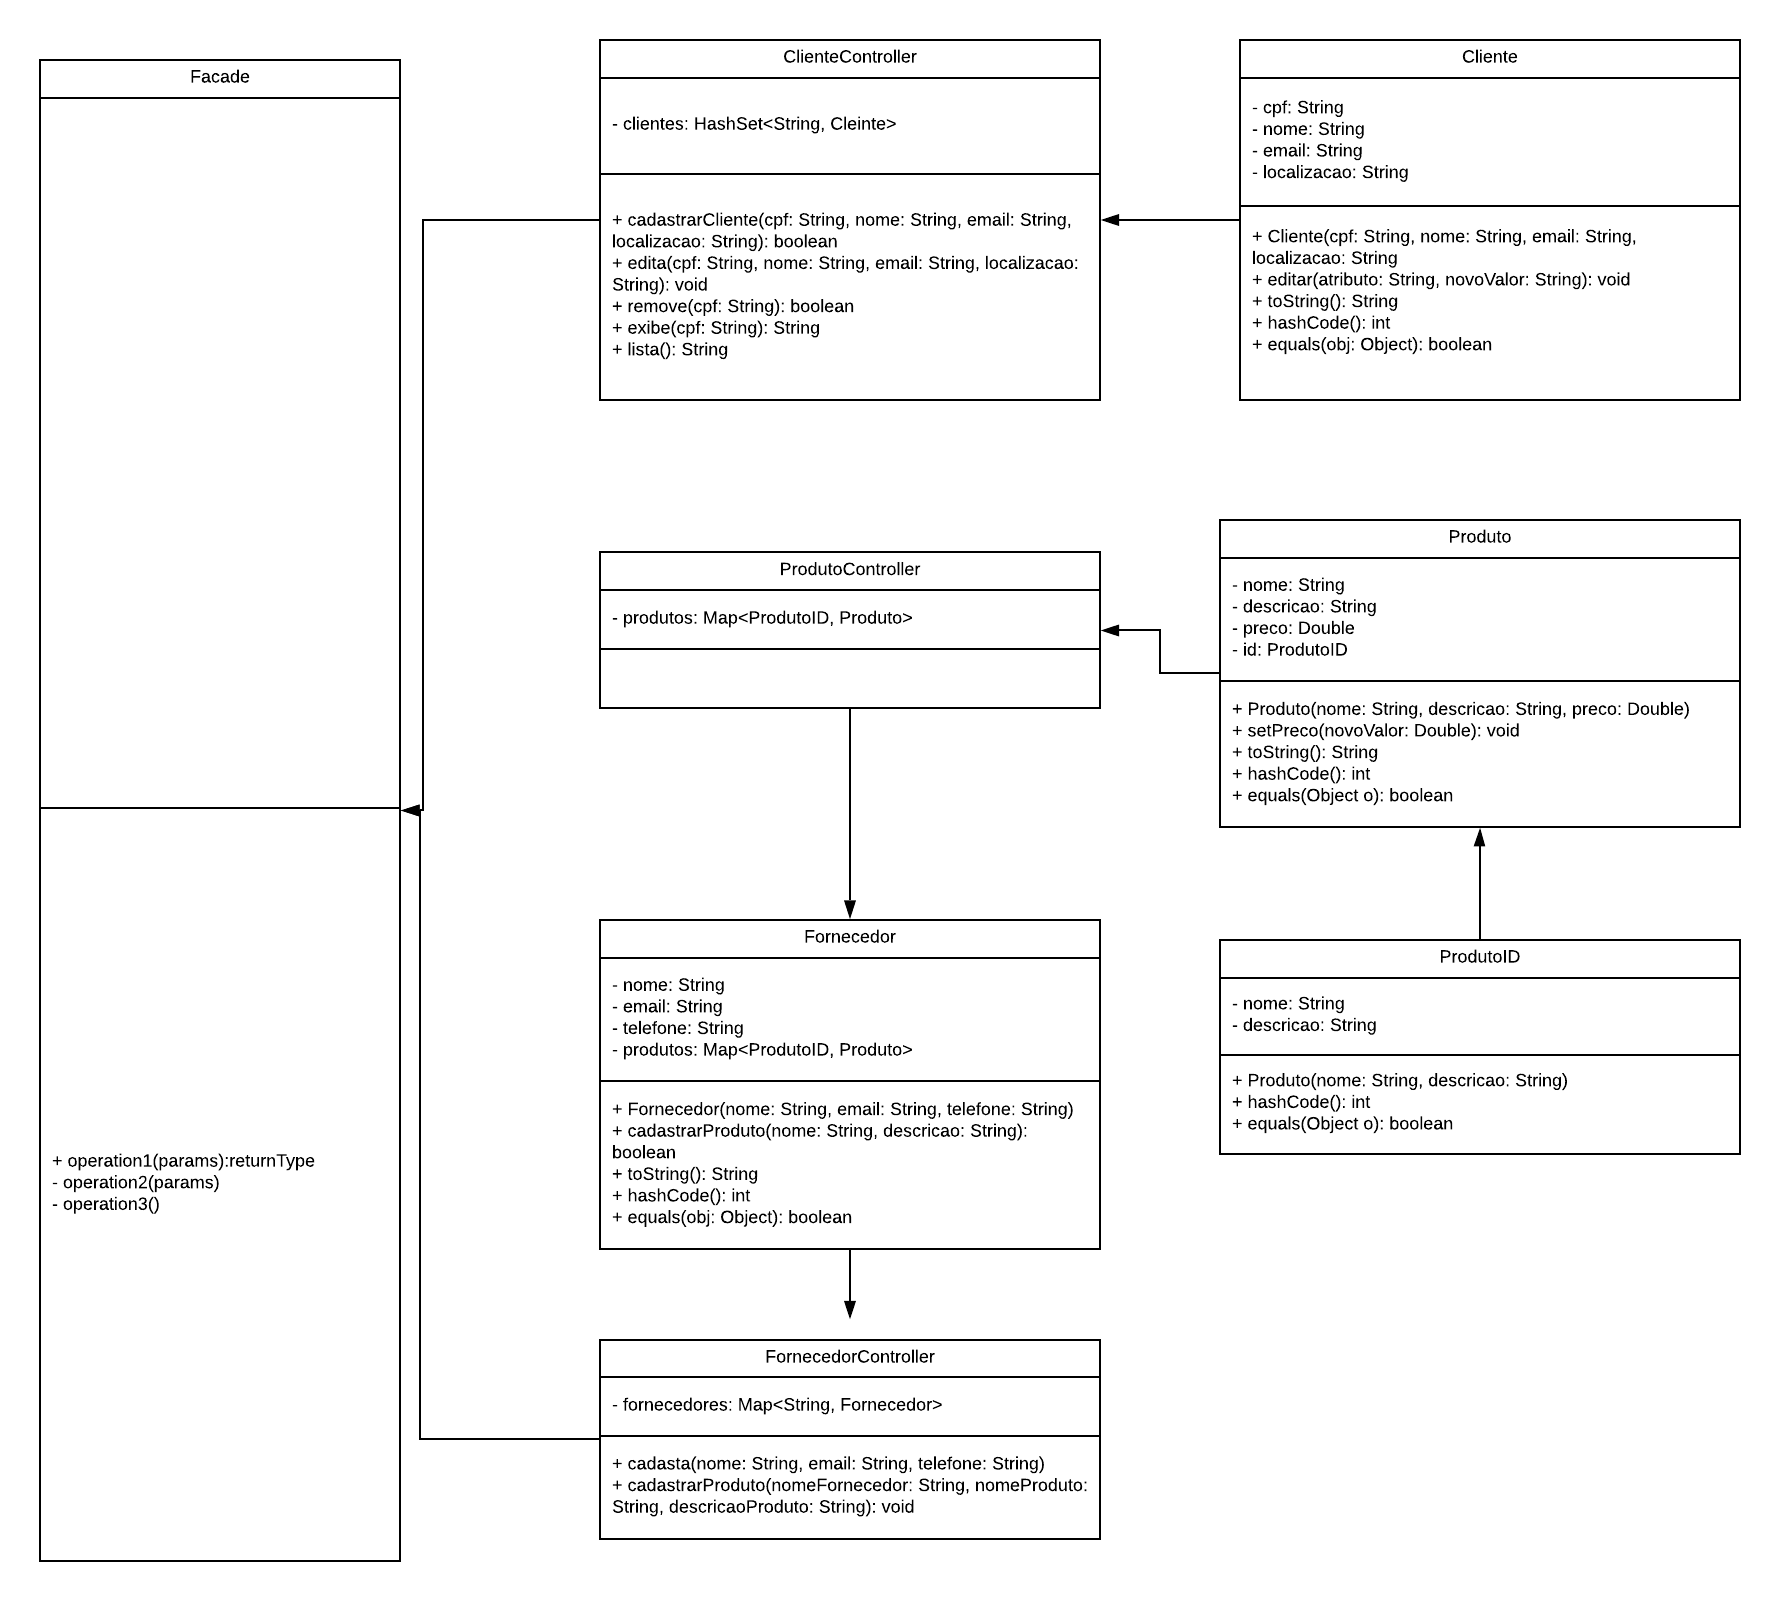 Facade
+ operation1(params):returnType
- operation2(params)
- operation3()
ClienteController
- clientes: HashSet<String, Cleinte>
+ cadastrarCliente(cpf: String, nome: String, email: String,
localizacao: String): boolean
+ edita(cpf: String, nome: String, email: String, localizacao:
String): void
+ remove(cpf: String): boolean
+ exibe(cpf: String): String
+ lista(): String
Cliente
- cpf: String
- nome: String
- email: String
- localizacao: String
+ Cliente(cpf: String, nome: String, email: String,
localizacao: String
+ editar(atributo: String, novoValor: String): void
+ toString(): String
+ hashCode(): int
+ equals(obj: Object): boolean
ProdutoController
- produtos: Map<ProdutoID, Produto>
Produto
- nome: String
- descricao: String
- preco: Double
- id: ProdutoID
+ Produto(nome: String, descricao: String, preco: Double)
+ setPreco(novoValor: Double): void
+ toString(): String
+ hashCode(): int
+ equals(Object o): boolean
Fornecedor
- nome: String
- email: String
- telefone: String
- produtos: Map<ProdutoID, Produto>
+ Fornecedor(nome: String, email: String, telefone: String)
+ cadastrarProduto(nome: String, descricao: String):
boolean
+ toString(): String
+ hashCode(): int
+ equals(obj: Object): boolean
ProdutoID
- nome: String
- descricao: String
+ Produto(nome: String, descricao: String)
+ hashCode(): int
+ equals(Object o): boolean
FornecedorController
- fornecedores: Map<String, Fornecedor>
+ cadasta(nome: String, email: String, telefone: String)
+ cadastrarProduto(nomeFornecedor: String, nomeProduto:
String, descricaoProduto: String): void